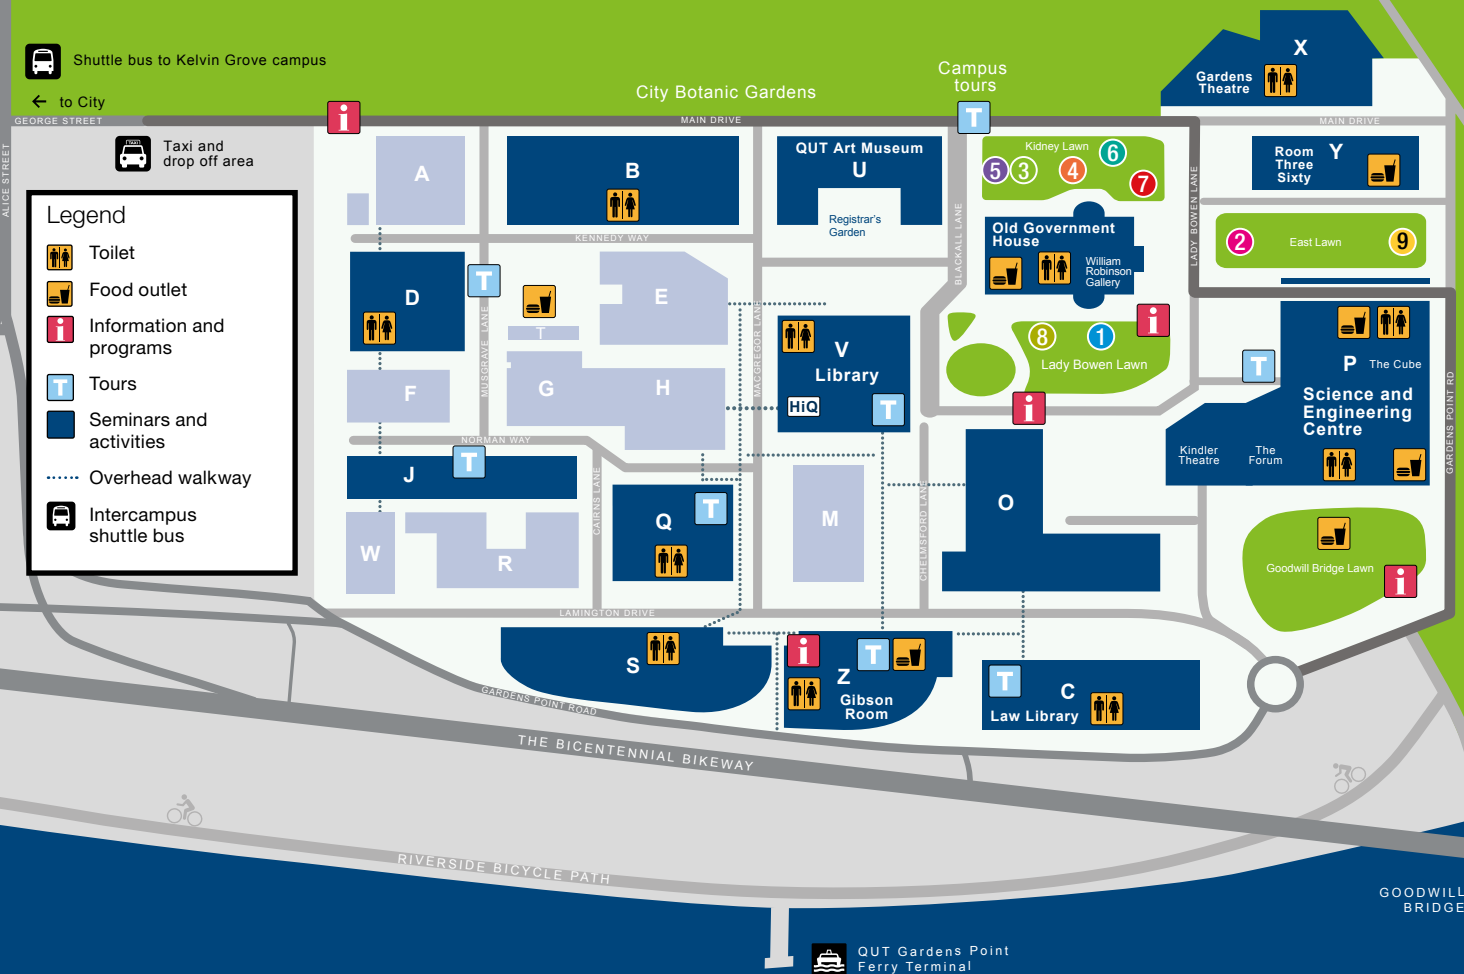 Shuttle bus to Kelvin Grove campus
to City
GEORGE STREET
ALICE STREET
TAXI
Taxi and
drop off area
Legend
Toilet
Food outlet
i
Information and
programs
T
Tours
Seminars and
activities
Overhead walkway
Intercampus
shuttle bus
City Botanic Gardens
MAIN DRIVE
i
Campus
tours
T
X
Gardens
Theatre
MAIN DRIVE
A
B
QUT Art Museum
U
Registrar's
Garden
Kidney Lawn
6
5
3
4
7
Room
Three
Sixty
Y
LADY BOWEN LANE
BLACKALL LANE
KENNEDY WAY
Old Government
House
William
Robinson
Gallery
2
East Lawn
9
D
T
MUSGRAVE LANE
T
E
MACGREGOR LANE
V
Library
HiQ
T
8
1
i
Lady Bowen Lawn
i
T
P
The Cube
Science and
Engineering
Centre
Kindler
Theatre
The
Forum
GARDENS POINT RD
F
G
H
NORMAN WAY
J
T
CAIRNS LANE
Q
T
M
CHELMSFORD LANE
O
W
R
Goodwill Bridge Lawn
i
LAMINGTON DRIVE
S
i
T
Z
Gibson
Room
T
C
Law Library
GARDENS POINT ROAD
THE BICENTENNIAL BIKEWAY
RIVERSIDE BICYCLE PATH
GOODWILL
BRIDGE
QUT Gardens Point
Ferry Terminal